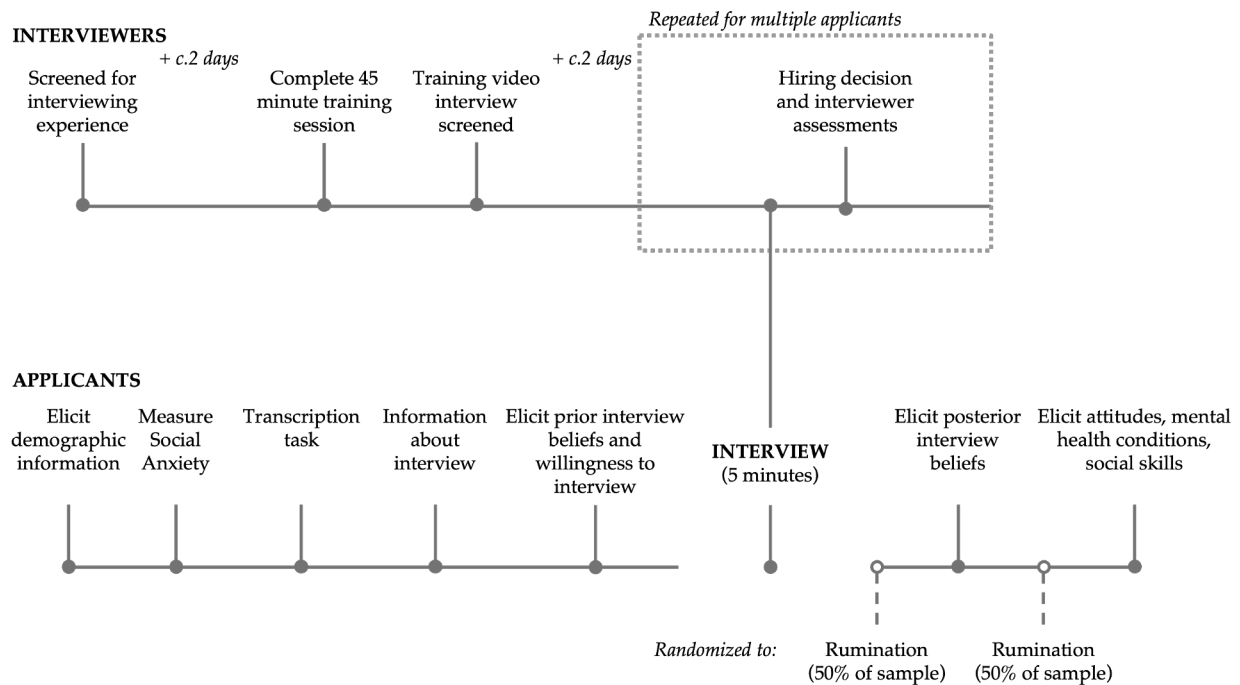 Repeated for multiple applicants
INTERVIEWERS
+ c.2 days
+ c.2 days
Screened for
interviewing
experience
Complete 45
minute training
session
Training video
interview
screened
Hiring decision
and interviewer
assessments
APPLICANTS
Elicit
demographic
information
Measure
Social
Anxiety
Transcription
task
Information
about
interview
Elicit prior interview
beliefs and
willingness to
interview
INTERVIEW
(5 minutes)
Elicit posterior
interview
beliefs
Elicit attitudes, mental
health conditions,
social skills
Randomized to:
Rumination
(50% of sample)
Rumination
(50% of sample)